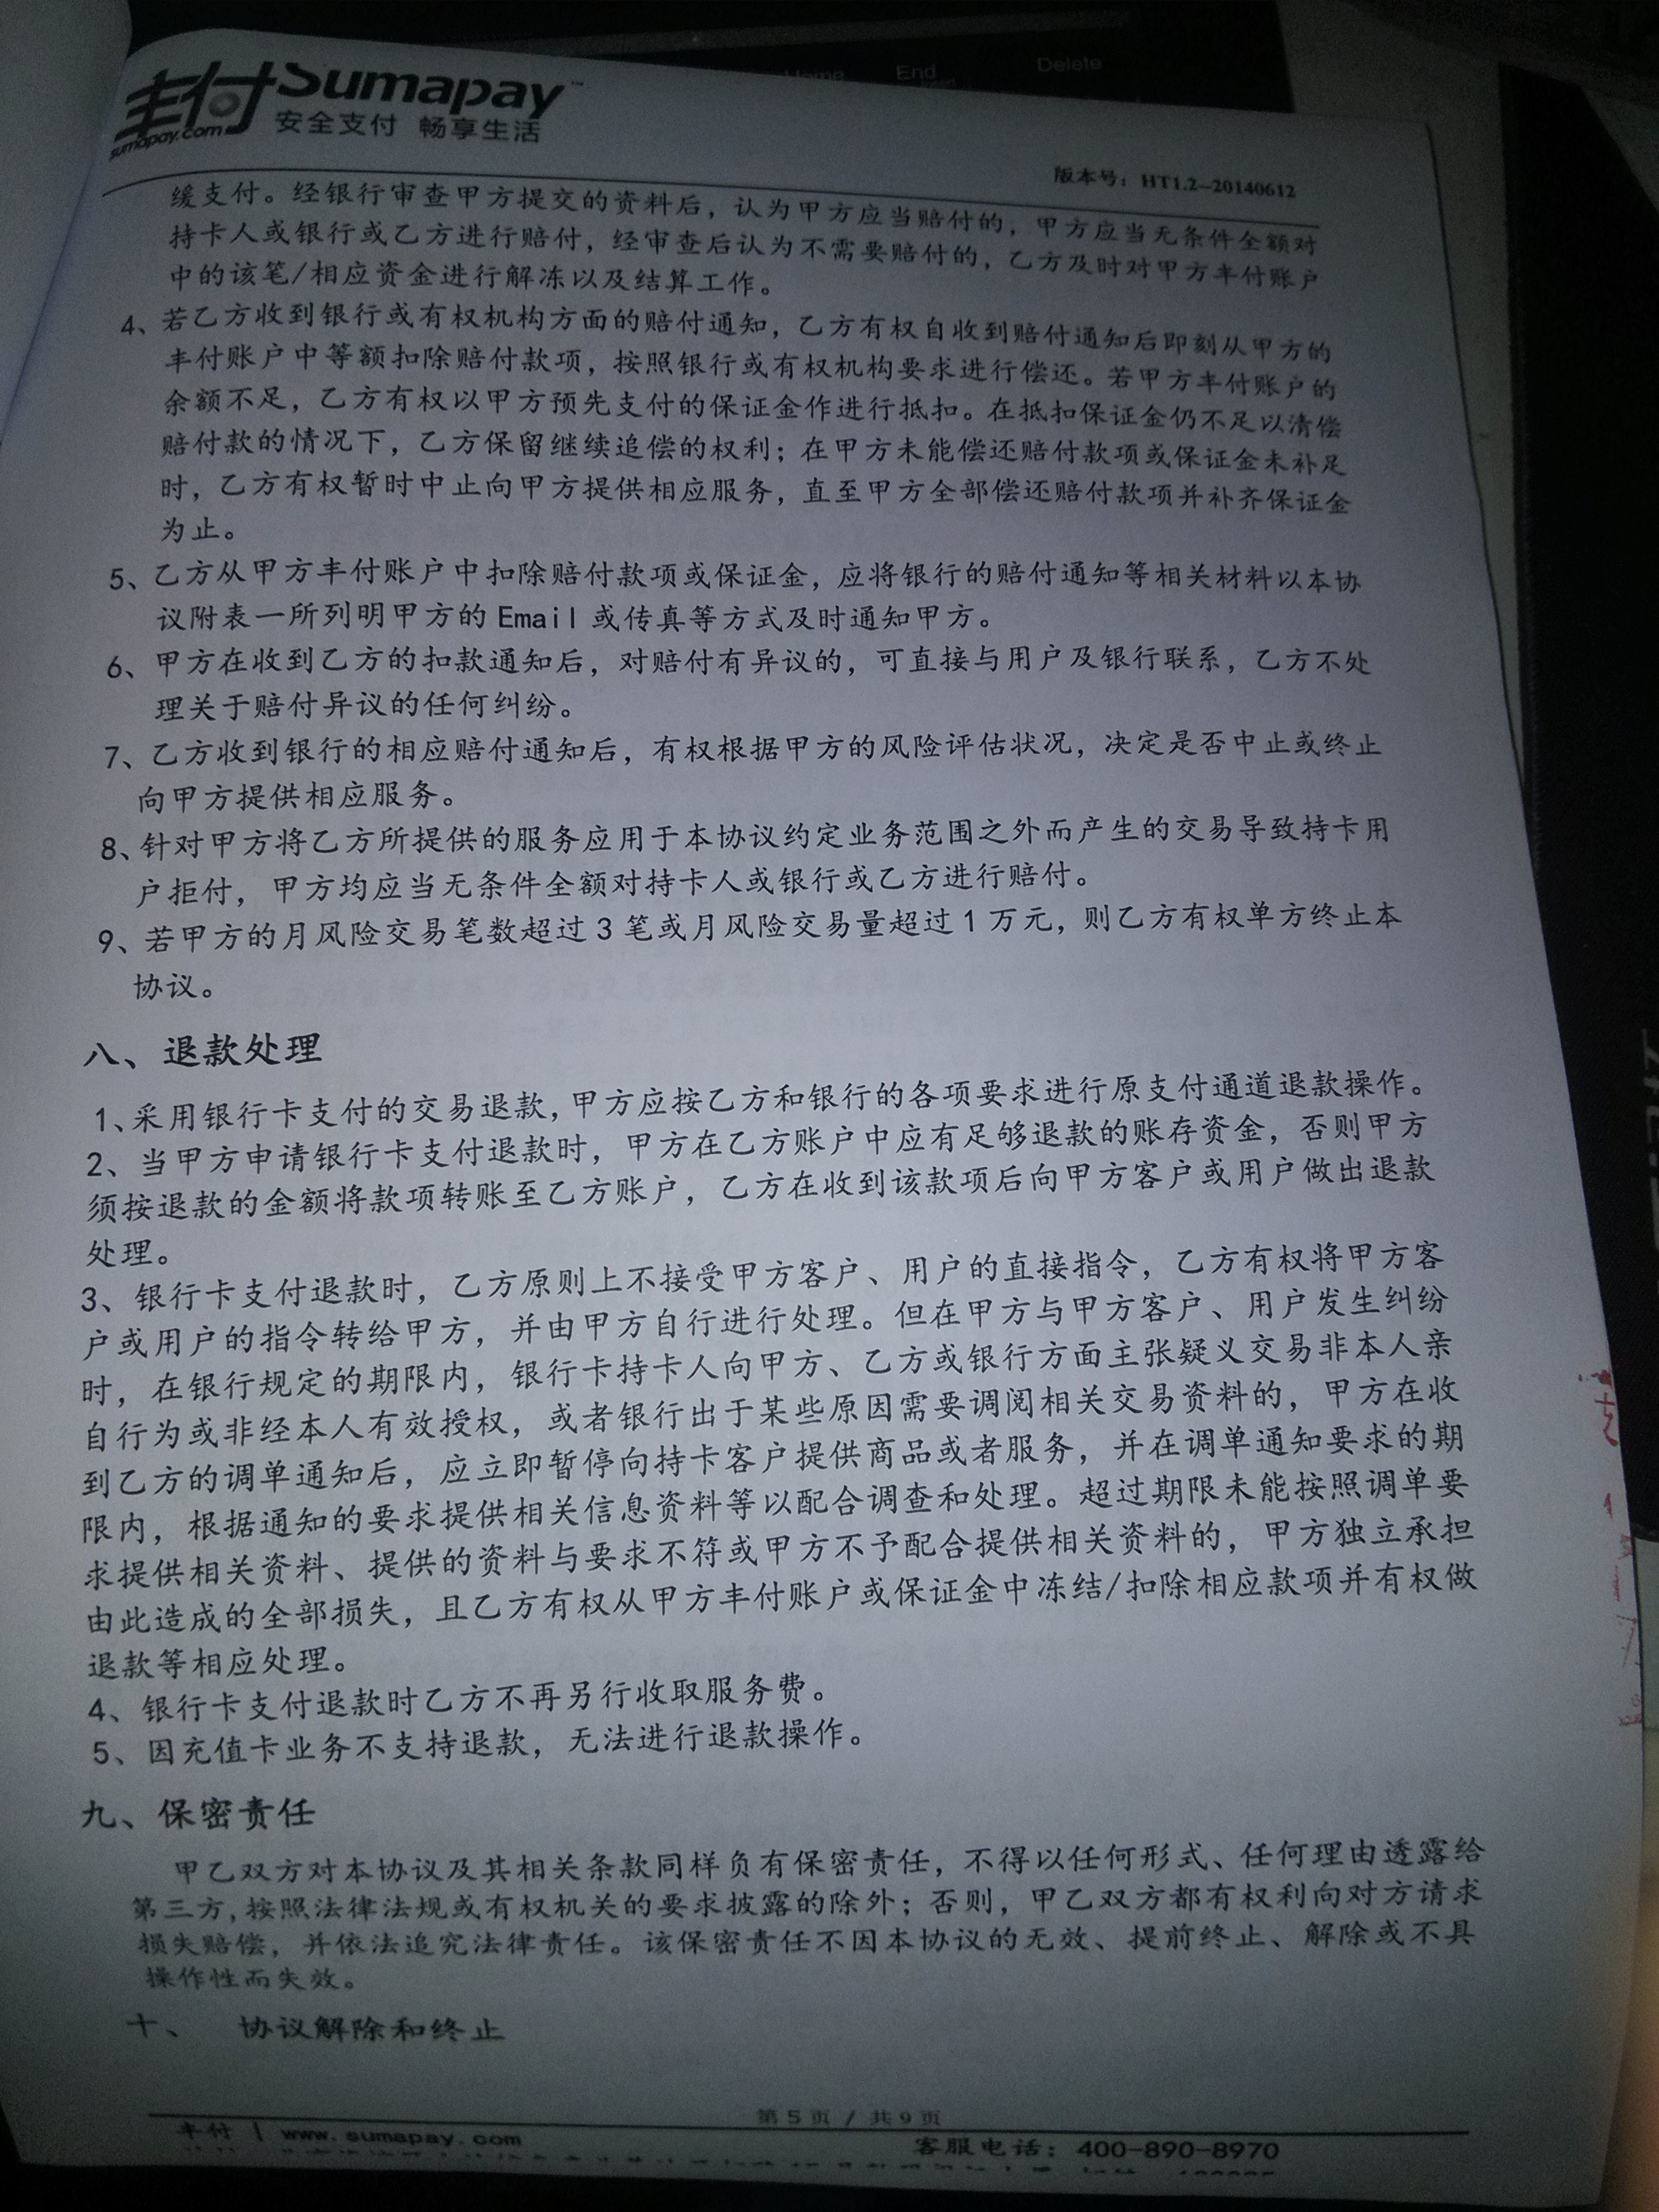 丰付 Sumapay™
sumapay.com 安全支付 畅享生活
Home End Delete
版本号：HT1.2-20140612
缓支付。经银行审查甲方提交的资料后，认为甲方应当赔付的，甲方应当无条件全额对
持卡人或银行或乙方进行赔付，经审查后认为不需要赔付的，乙方及时对甲方丰付账户
中的该笔/相应资金进行解冻以及结算工作。
4、若乙方收到银行或有权机构方面的赔付通知，乙方有权自收到赔付通知后即刻从甲方的
丰付账户中等额扣除赔付款项，按照银行或有权机构要求进行偿还。若甲方丰付账户的
余额不足，乙方有权以甲方预先支付的保证金作进行抵扣。在抵扣保证金仍不足以清偿
赔付款的情况下，乙方保留继续追偿的权利；在甲方未能偿还赔付款项或保证金未补足
时，乙方有权暂时中止向甲方提供相应服务，直至甲方全部偿还赔付款项并补齐保证金
为止。
5、乙方从甲方丰付账户中扣除赔付款项或保证金，应将银行的赔付通知等相关材料以本协
议附表一所列明甲方的 Email 或传真等方式及时通知甲方。
6、甲方在收到乙方的扣款通知后，对赔付有异议的，可直接与用户及银行联系，乙方不处
理关于赔付异议的任何纠纷。
7、乙方收到银行的相应赔付通知后，有权根据甲方的风险评估状况，决定是否中止或终止
向甲方提供相应服务。
8、针对甲方将乙方所提供的服务应用于本协议约定业务范围之外而产生的交易导致持卡用
户拒付，甲方均应当无条件全额对持卡人或银行或乙方进行赔付。
9、若甲方的月风险交易笔数超过 3 笔或月风险交易量超过 1 万元，则乙方有权单方终止本
协议。
八、退款处理
1、采用银行卡支付的交易退款，甲方应按乙方和银行的各项要求进行原支付通道退款操作。
2、当甲方申请银行卡支付退款时，甲方在乙方账户中应有足够退款的账存资金，否则甲方
须按退款的金额将款项转账至乙方账户，乙方在收到该款项后向甲方客户或用户做出退款
处理。
3、银行卡支付退款时，乙方原则上不接受甲方客户、用户的直接指令，乙方有权将甲方客
户或用户的指令转给甲方，并由甲方自行进行处理。但在甲方与甲方客户、用户发生纠纷
时，在银行规定的期限内，银行卡持卡人向甲方、乙方或银行方面主张疑义交易非本人亲
自行为或非经本人有效授权，或者银行出于某些原因需要调阅相关交易资料的，甲方在收
到乙方的调单通知后，应立即暂停向持卡客户提供商品或者服务，并在调单通知要求的期
限内，根据通知的要求提供相关信息资料等以配合调查和处理。超过期限未能按照调单要
求提供相关资料、提供的资料与要求不符或甲方不予配合提供相关资料的，甲方独立承担
由此造成的全部损失，且乙方有权从甲方丰付账户或保证金中冻结/扣除相应款项并有权做
退款等相应处理。
4、银行卡支付退款时乙方不再另行收取服务费。
5、因充值卡业务不支持退款，无法进行退款操作。
九、保密责任
甲乙双方对本协议及其相关条款同样负有保密责任，不得以任何形式、任何理由透露给
第三方，按照法律法规或有权机关的要求披露的除外；否则，甲乙双方都有权利向对方请求
损失赔偿，并依法追究法律责任。该保密责任不因本协议的无效、提前终止、解除或不具
操作性而失效。
十、 协议解除和终止
第 5 页 / 共 9 页
丰付 | www.sumapay.com
客服电话：400-890-8970